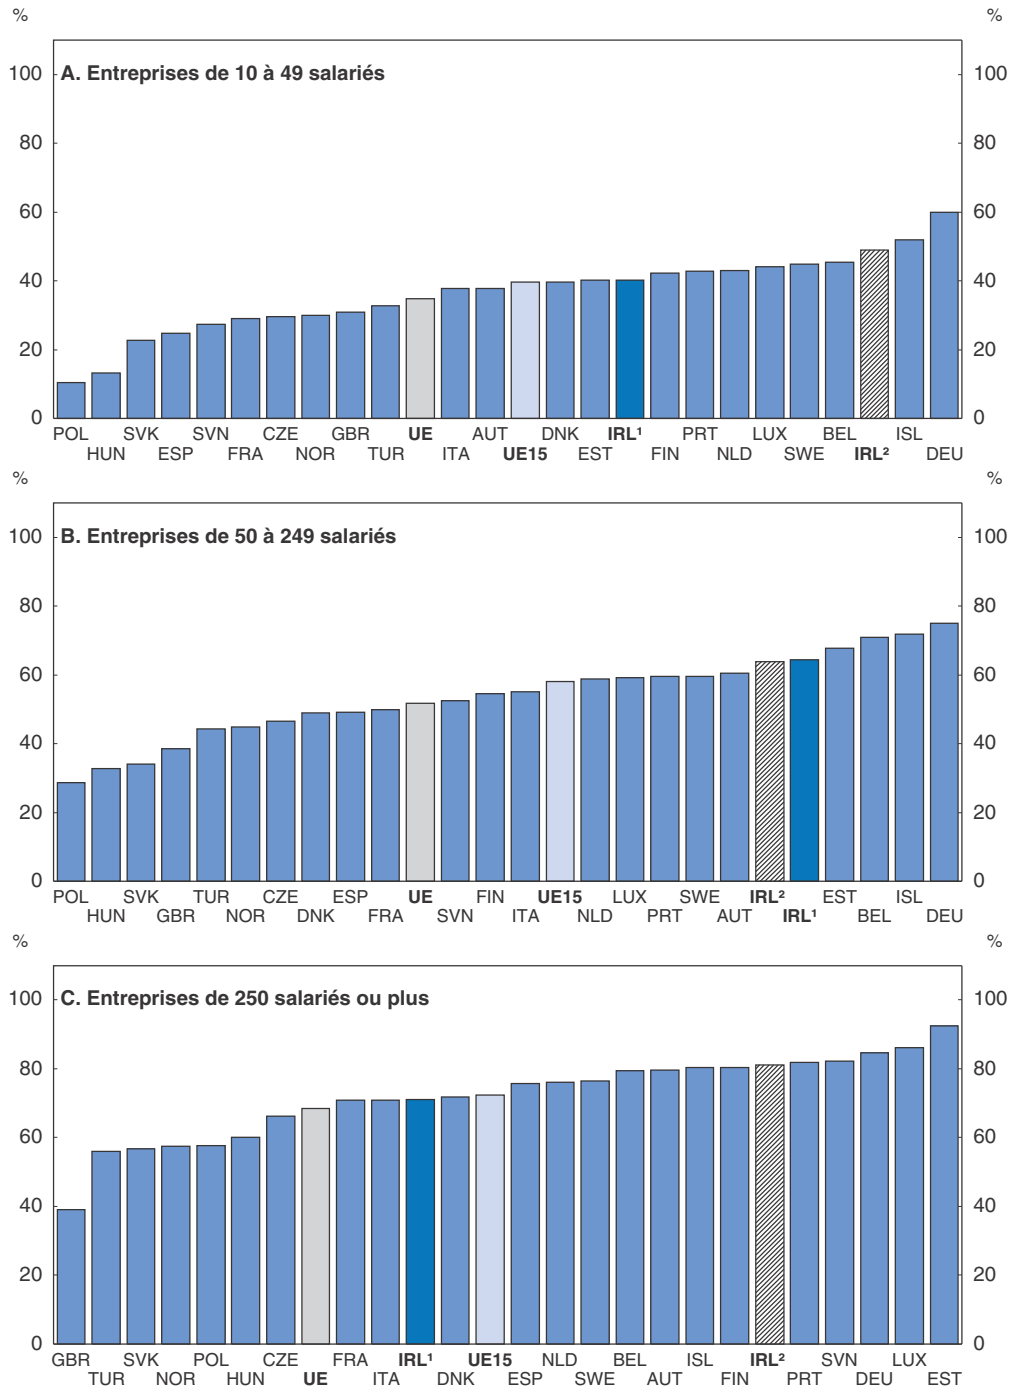 % %
A. Entreprises de 10 à 49 salariés
100 100
80 80
60 60
40 40
20 20
0 0
POL SVK SVN CZE GBR UE AUT DNK IRL¹ PRT LUX BEL ISL
HUN ESP FRA NOR TUR ITA UE15 EST FIN NLD SWE IRL² DEU
% %
B. Entreprises de 50 à 249 salariés
100 100
80 80
60 60
40 40
20 20
0 0
POL SVK TUR CZE ESP UE FIN UE15 LUX SWE IRL² EST ISL
HUN GBR NOR DNK FRA SVN ITA NLD PRT AUT IRL¹ BEL DEU
% %
C. Entreprises de 250 salariés ou plus
100 100
80 80
60 60
40 40
20 20
0 0
GBR SVK POL CZE FRA IRL¹ UE15 NLD BEL ISL IRL² SVN LUX
TUR NOR HUN UE ITA DNK ESP SWE AUT FIN PRT DEU EST